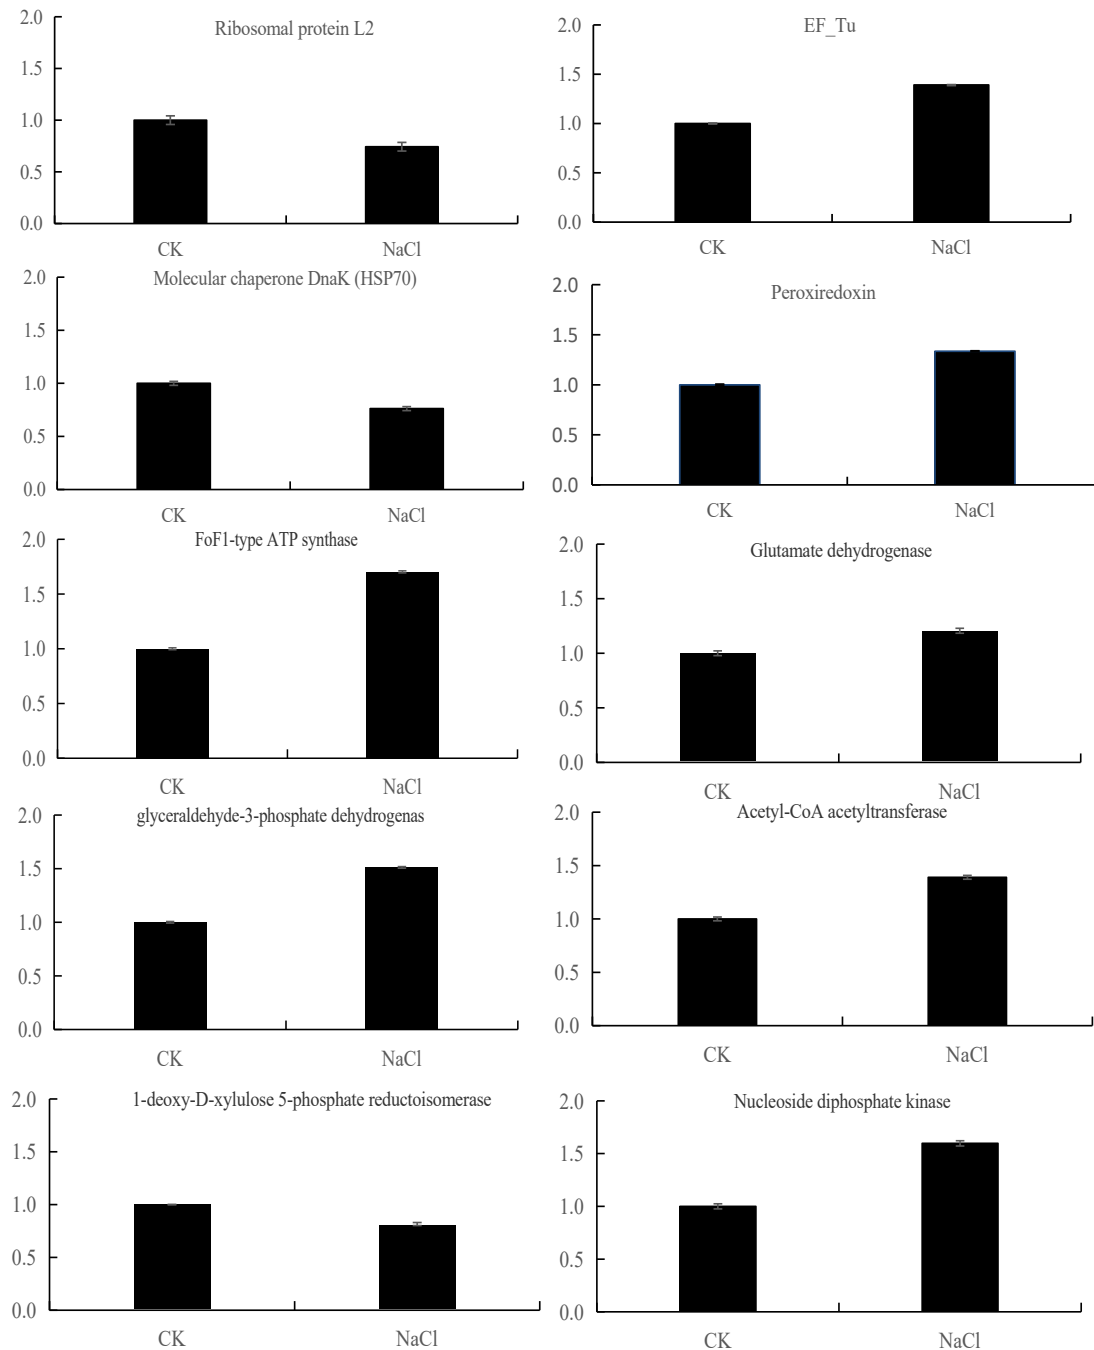 Ribosomal protein L2
2.0
1.5
1.0
0.5
0.0
CK NaCl
EF_Tu
2.0
1.5
1.0
0.5
0.0
CK NaCl
Molecular chaperone DnaK (HSP70)
2.0
1.5
1.0
0.5
0.0
CK NaCl
Peroxiredoxin
2.0
1.5
1.0
0.5
0.0
CK NaCl
FoF1-type ATP synthase
2.0
1.5
1.0
0.5
0.0
CK NaCl
Glutamate dehydrogenase
2.0
1.5
1.0
0.5
0.0
CK NaCl
glyceraldehyde-3-phosphate dehydrogenas
2.0
1.5
1.0
0.5
0.0
CK NaCl
Acetyl-CoA acetyltransferase
2.0
1.5
1.0
0.5
0.0
CK NaCl
1-deoxy-D-xylulose 5-phosphate reductoisomerase
2.0
1.5
1.0
0.5
0.0
CK NaCl
Nucleoside diphosphate kinase
2.0
1.5
1.0
0.5
0.0
CK NaCl